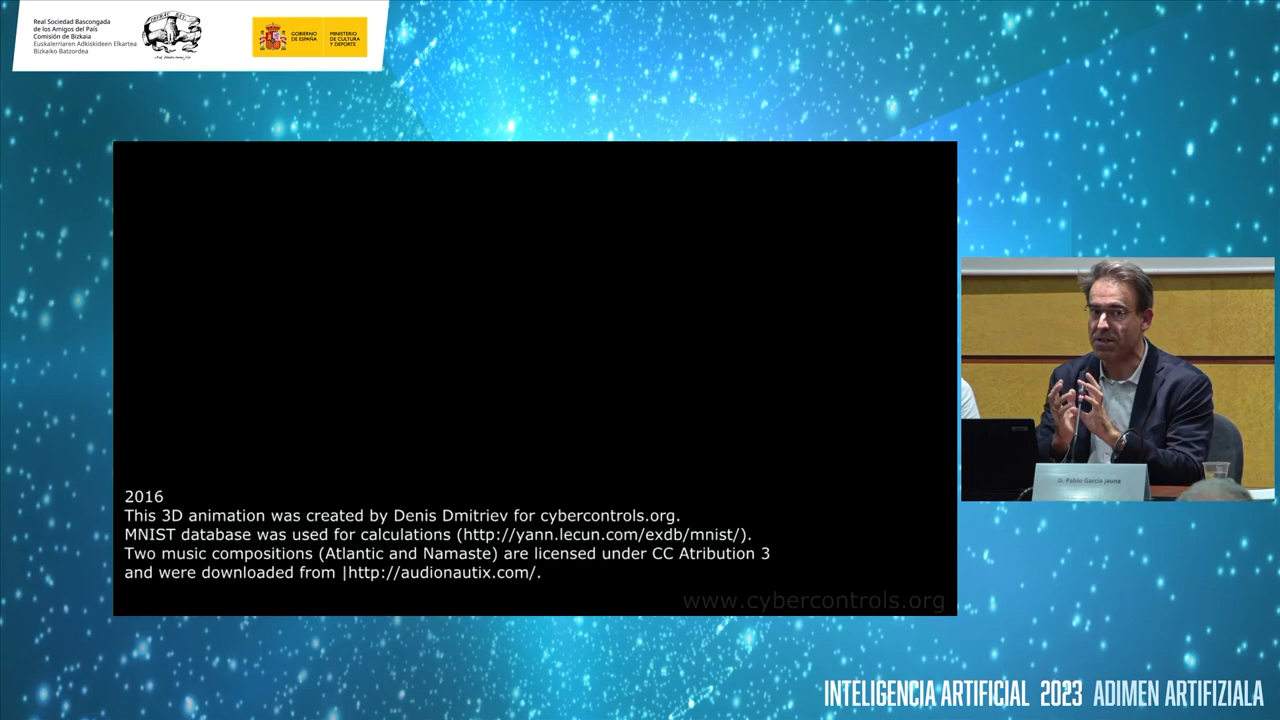 Real Sociedad Bascongada
de los Amigos del País
Comisión de Bizkaia
Euskalerriaren Adkiskideen Elkartea
Bizkaiko Batzordea
GOBIERNO
DE ESPAÑA
MINISTERIO
DE CULTURA
Y DEPORTE
2016
This 3D animation was created by Denis Dmitriev for cybercontrols.org.
MNIST database was used for calculations (http://yann.lecun.com/exdb/mnist/).
Two music compositions (Atlantic and Namaste) are licensed under CC Atribution 3
and were downloaded from |http://audionautix.com/.
www.cybercontrols.org
D. Pablo García jauna
INTELIGENCIA ARTIFICIAL 2023 ADIMEN ARTIFIZIALA